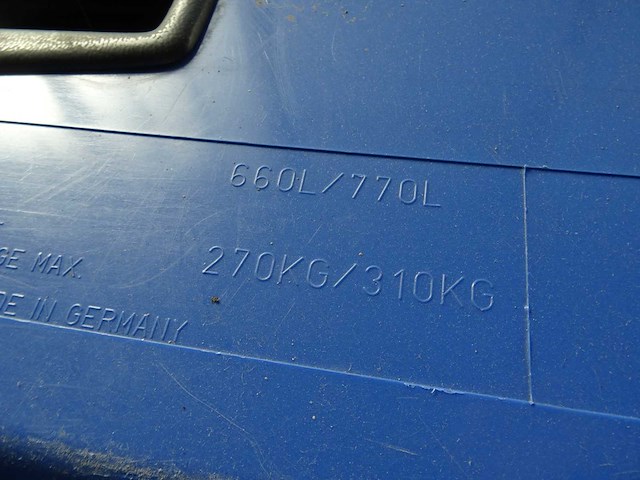 660L/770L
GE MAX. 270KG/310KG
DE IN GERMANY